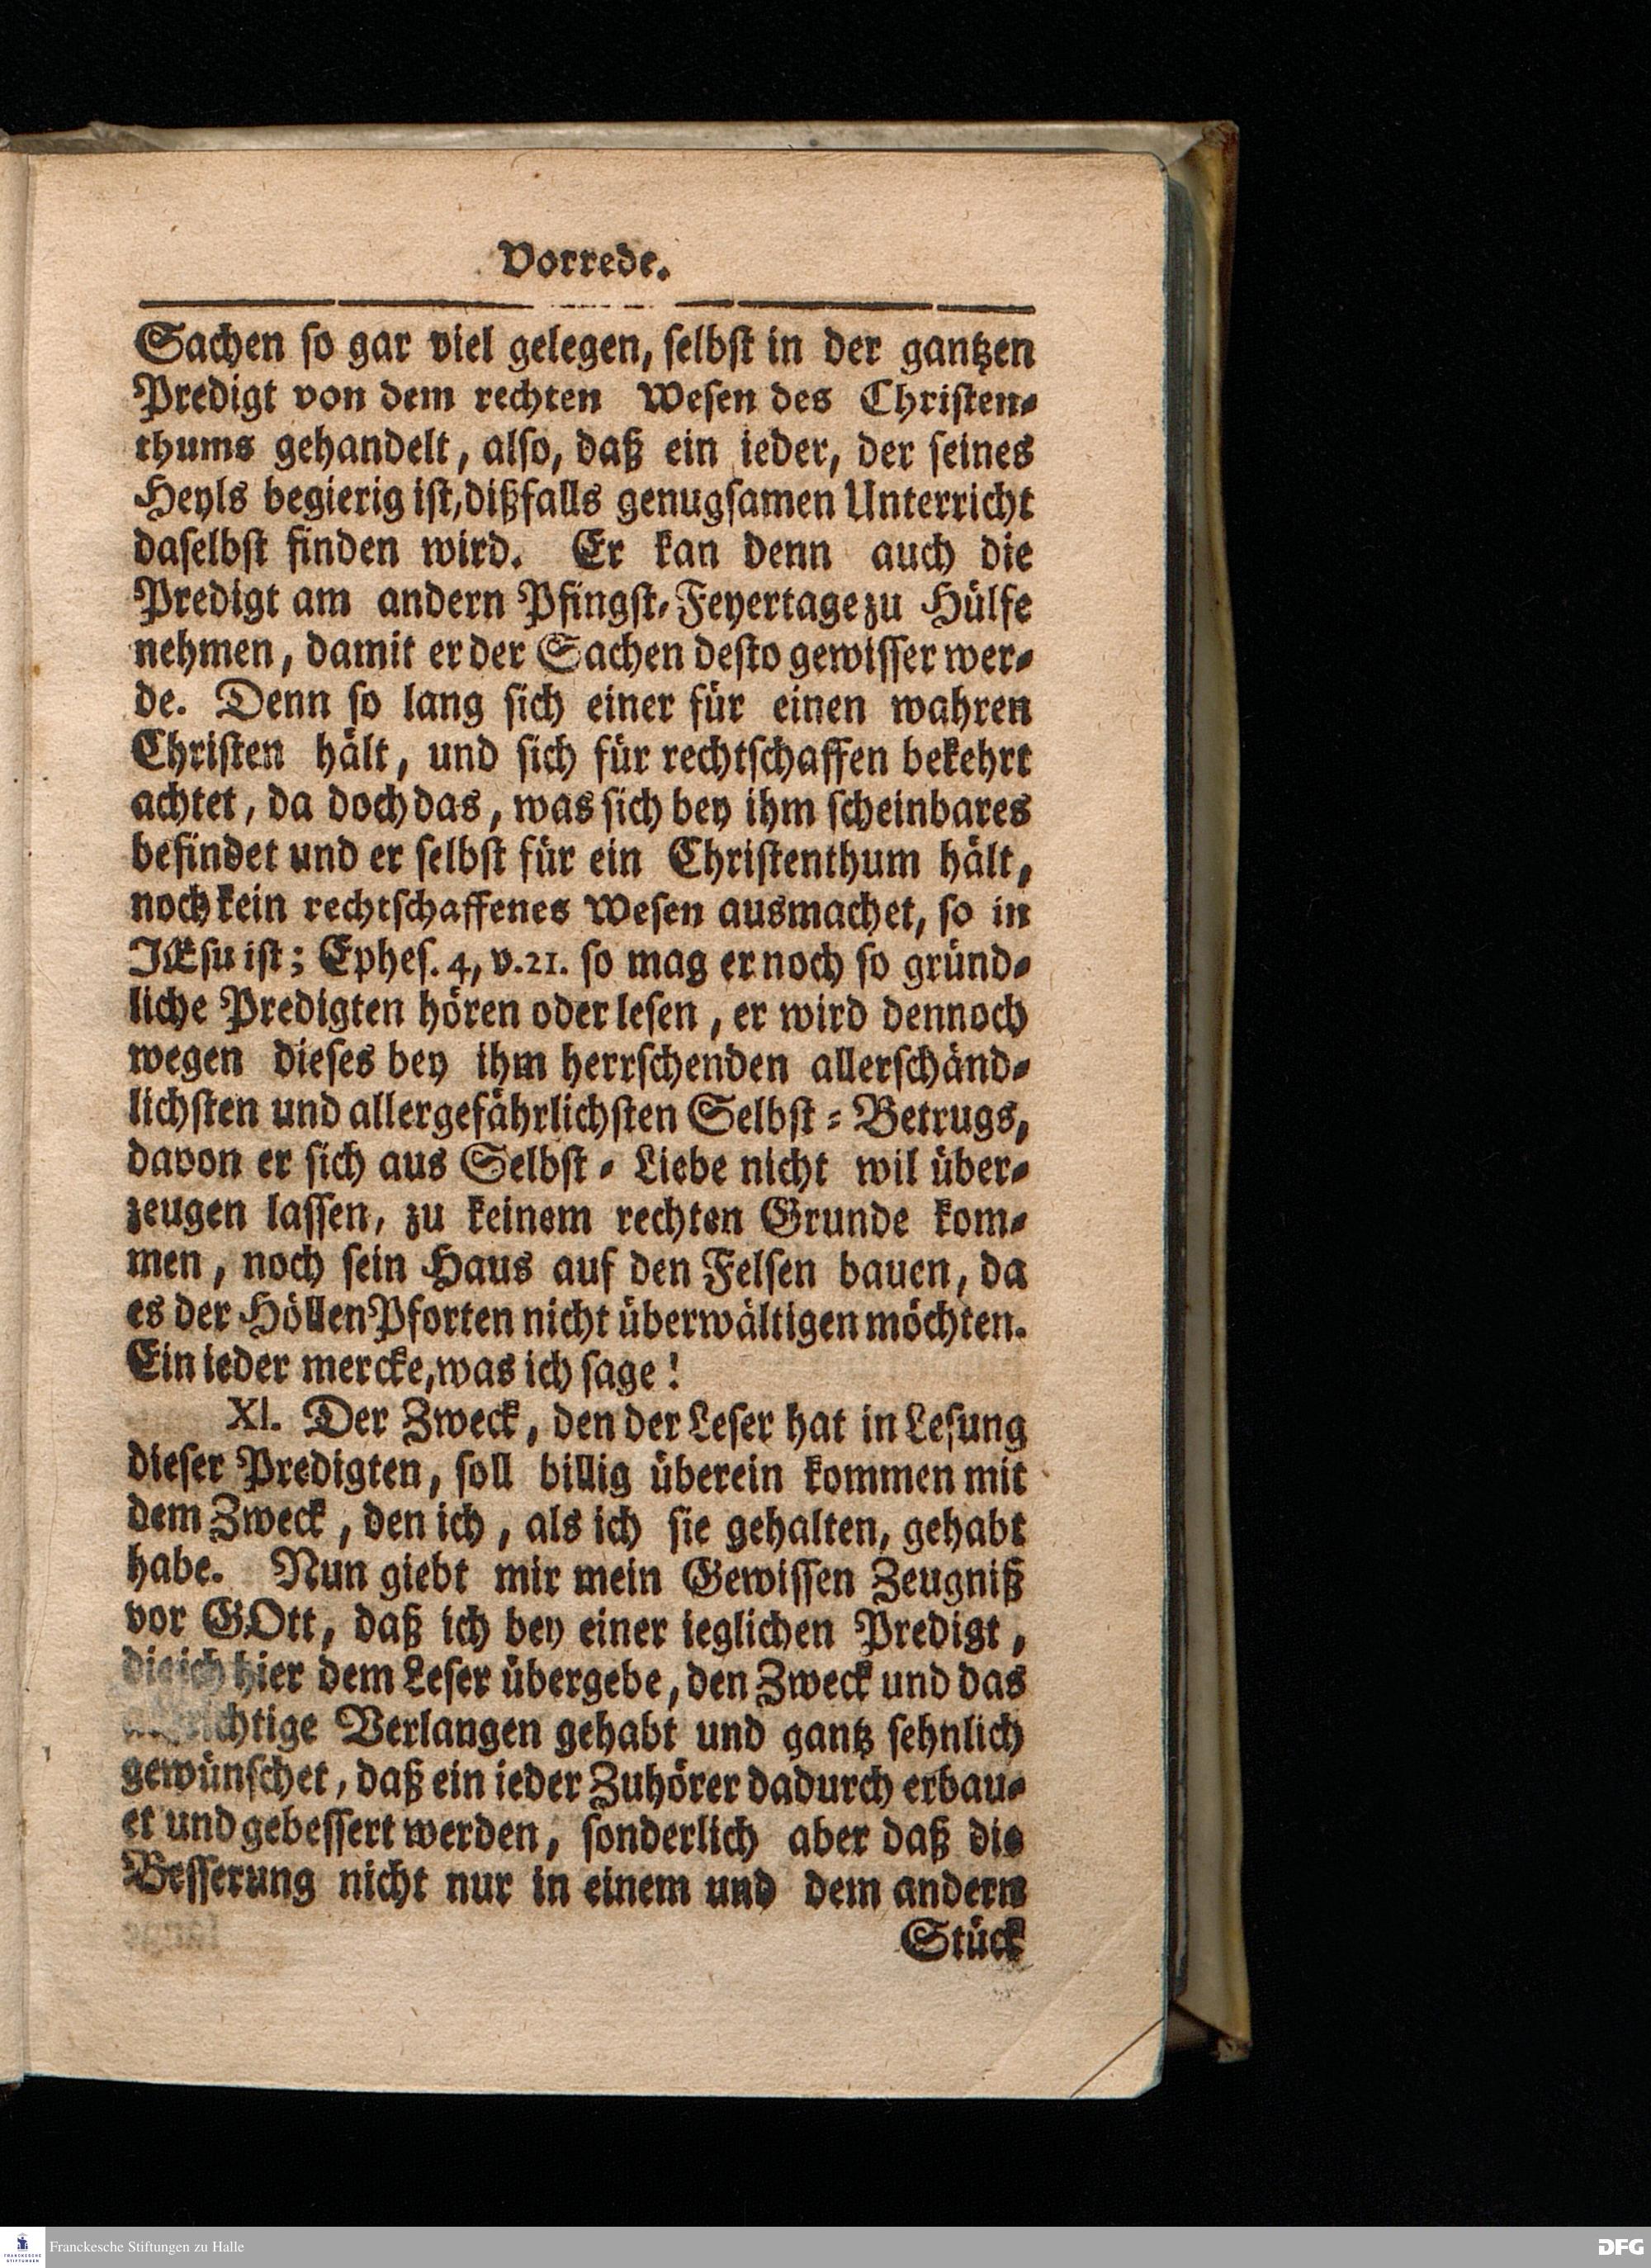 Vorrede.
Sachen so gar viel gelegen, selbst in der gantzen
Predigt von dem rechten Wesen des Christen-
thums gehandelt, also, daß ein ieder, der seines
Heyls begierig ist, dißfalls genugsamen Unterricht
daselbst finden wird. Er kan denn auch die
Predigt am andern Pfingst-Feyertage zu Hülfe
nehmen, damit er der Sachen desto gewisser wer-
de. Denn so lang sich einer für einen wahren
Christen hält, und sich für rechtschaffen bekehrt
achtet, da doch das, was sich bey ihm scheinbares
befindet und er selbst für ein Christenthum hält,
noch kein rechtschaffenes Wesen ausmachet, so in
JEsu ist; Ephes. 4, v. 21. so mag er noch so gründ-
liche Predigten hören oder lesen, er wird dennoch
wegen dieses bey ihm herrschenden allerschänd-
lichsten und allergefährlichsten Selbst-Betrugs,
davon er sich aus Selbst-Liebe nicht wil über-
zeugen lassen, zu keinem rechten Grunde kom-
men, noch sein Haus auf den Felsen bauen, da
es der Höllen Pforten nicht überwältigen möchten.
Ein ieder mercke, was ich sage!
XI. Der Zweck, den der Leser hat in Lesung
dieser Predigten, soll billig überein kommen mit
dem Zweck, den ich, als ich sie gehalten, gehabt
habe. Nun giebt mir mein Gewissen Zeugniß
vor GOtt, daß ich bey einer ieglichen Predigt,
die ich hier dem Leser übergebe, den Zweck und das
Verlangen gehabt und gantz sehnlich
gewünschet, daß ein ieder Zuhörer dadurch erbau-
et und gebessert werden, sonderlich aber daß die
Besserung nicht nur in einem und dem andern
Stück
Franckesche Stiftungen zu Halle
FRANCKESCHE
STIFTUNGEN
DFG